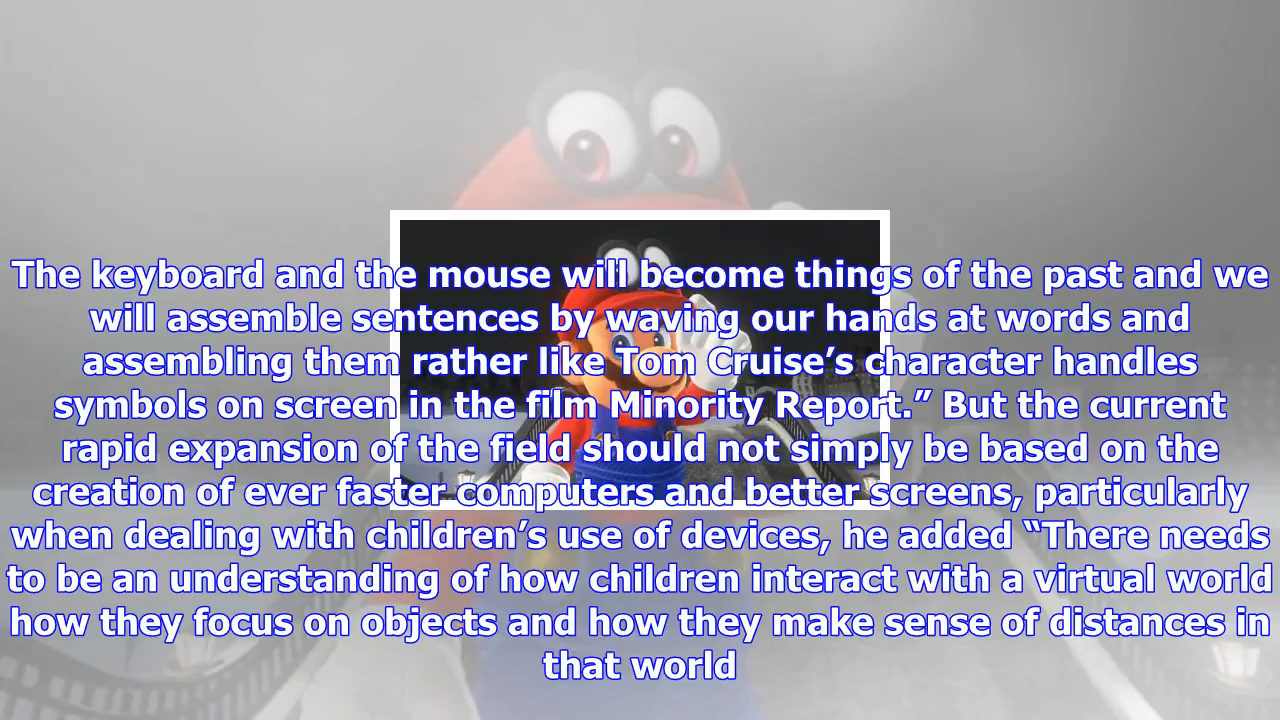 The keyboard and the mouse will become things of the past and we
will assemble sentences by waving our hands at words and
assembling them rather like Tom Cruise’s character handles
symbols on screen in the film Minority Report.” But the current
rapid expansion of the field should not simply be based on the
creation of ever faster computers and better screens, particularly
when dealing with children’s use of devices, he added “There needs
to be an understanding of how children interact with a virtual world
how they focus on objects and how they make sense of distances in
that world